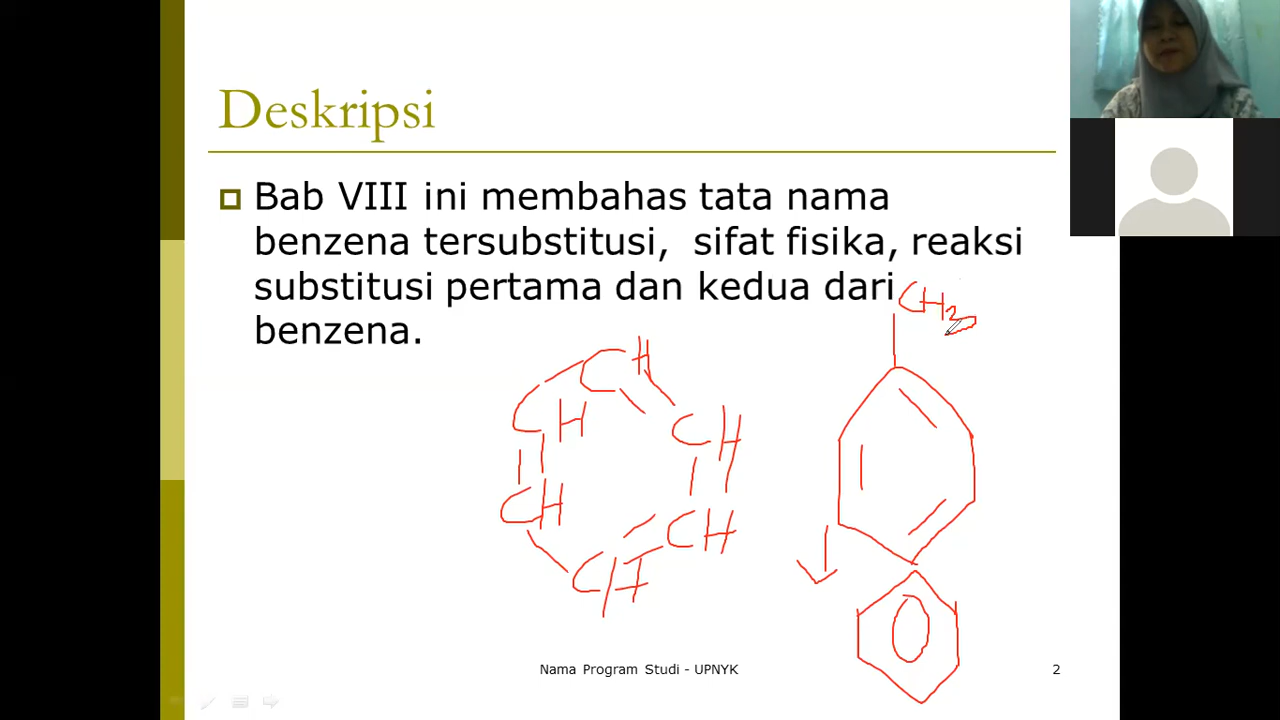 Deskripsi
Bab VIII ini membahas tata nama
benzena tersubstitusi, sifat fisika, reaksi
substitusi pertama dan kedua dari
benzena.
CH
CH
CH
CH
CH
CH
Nama Program Studi - UPNYK
2